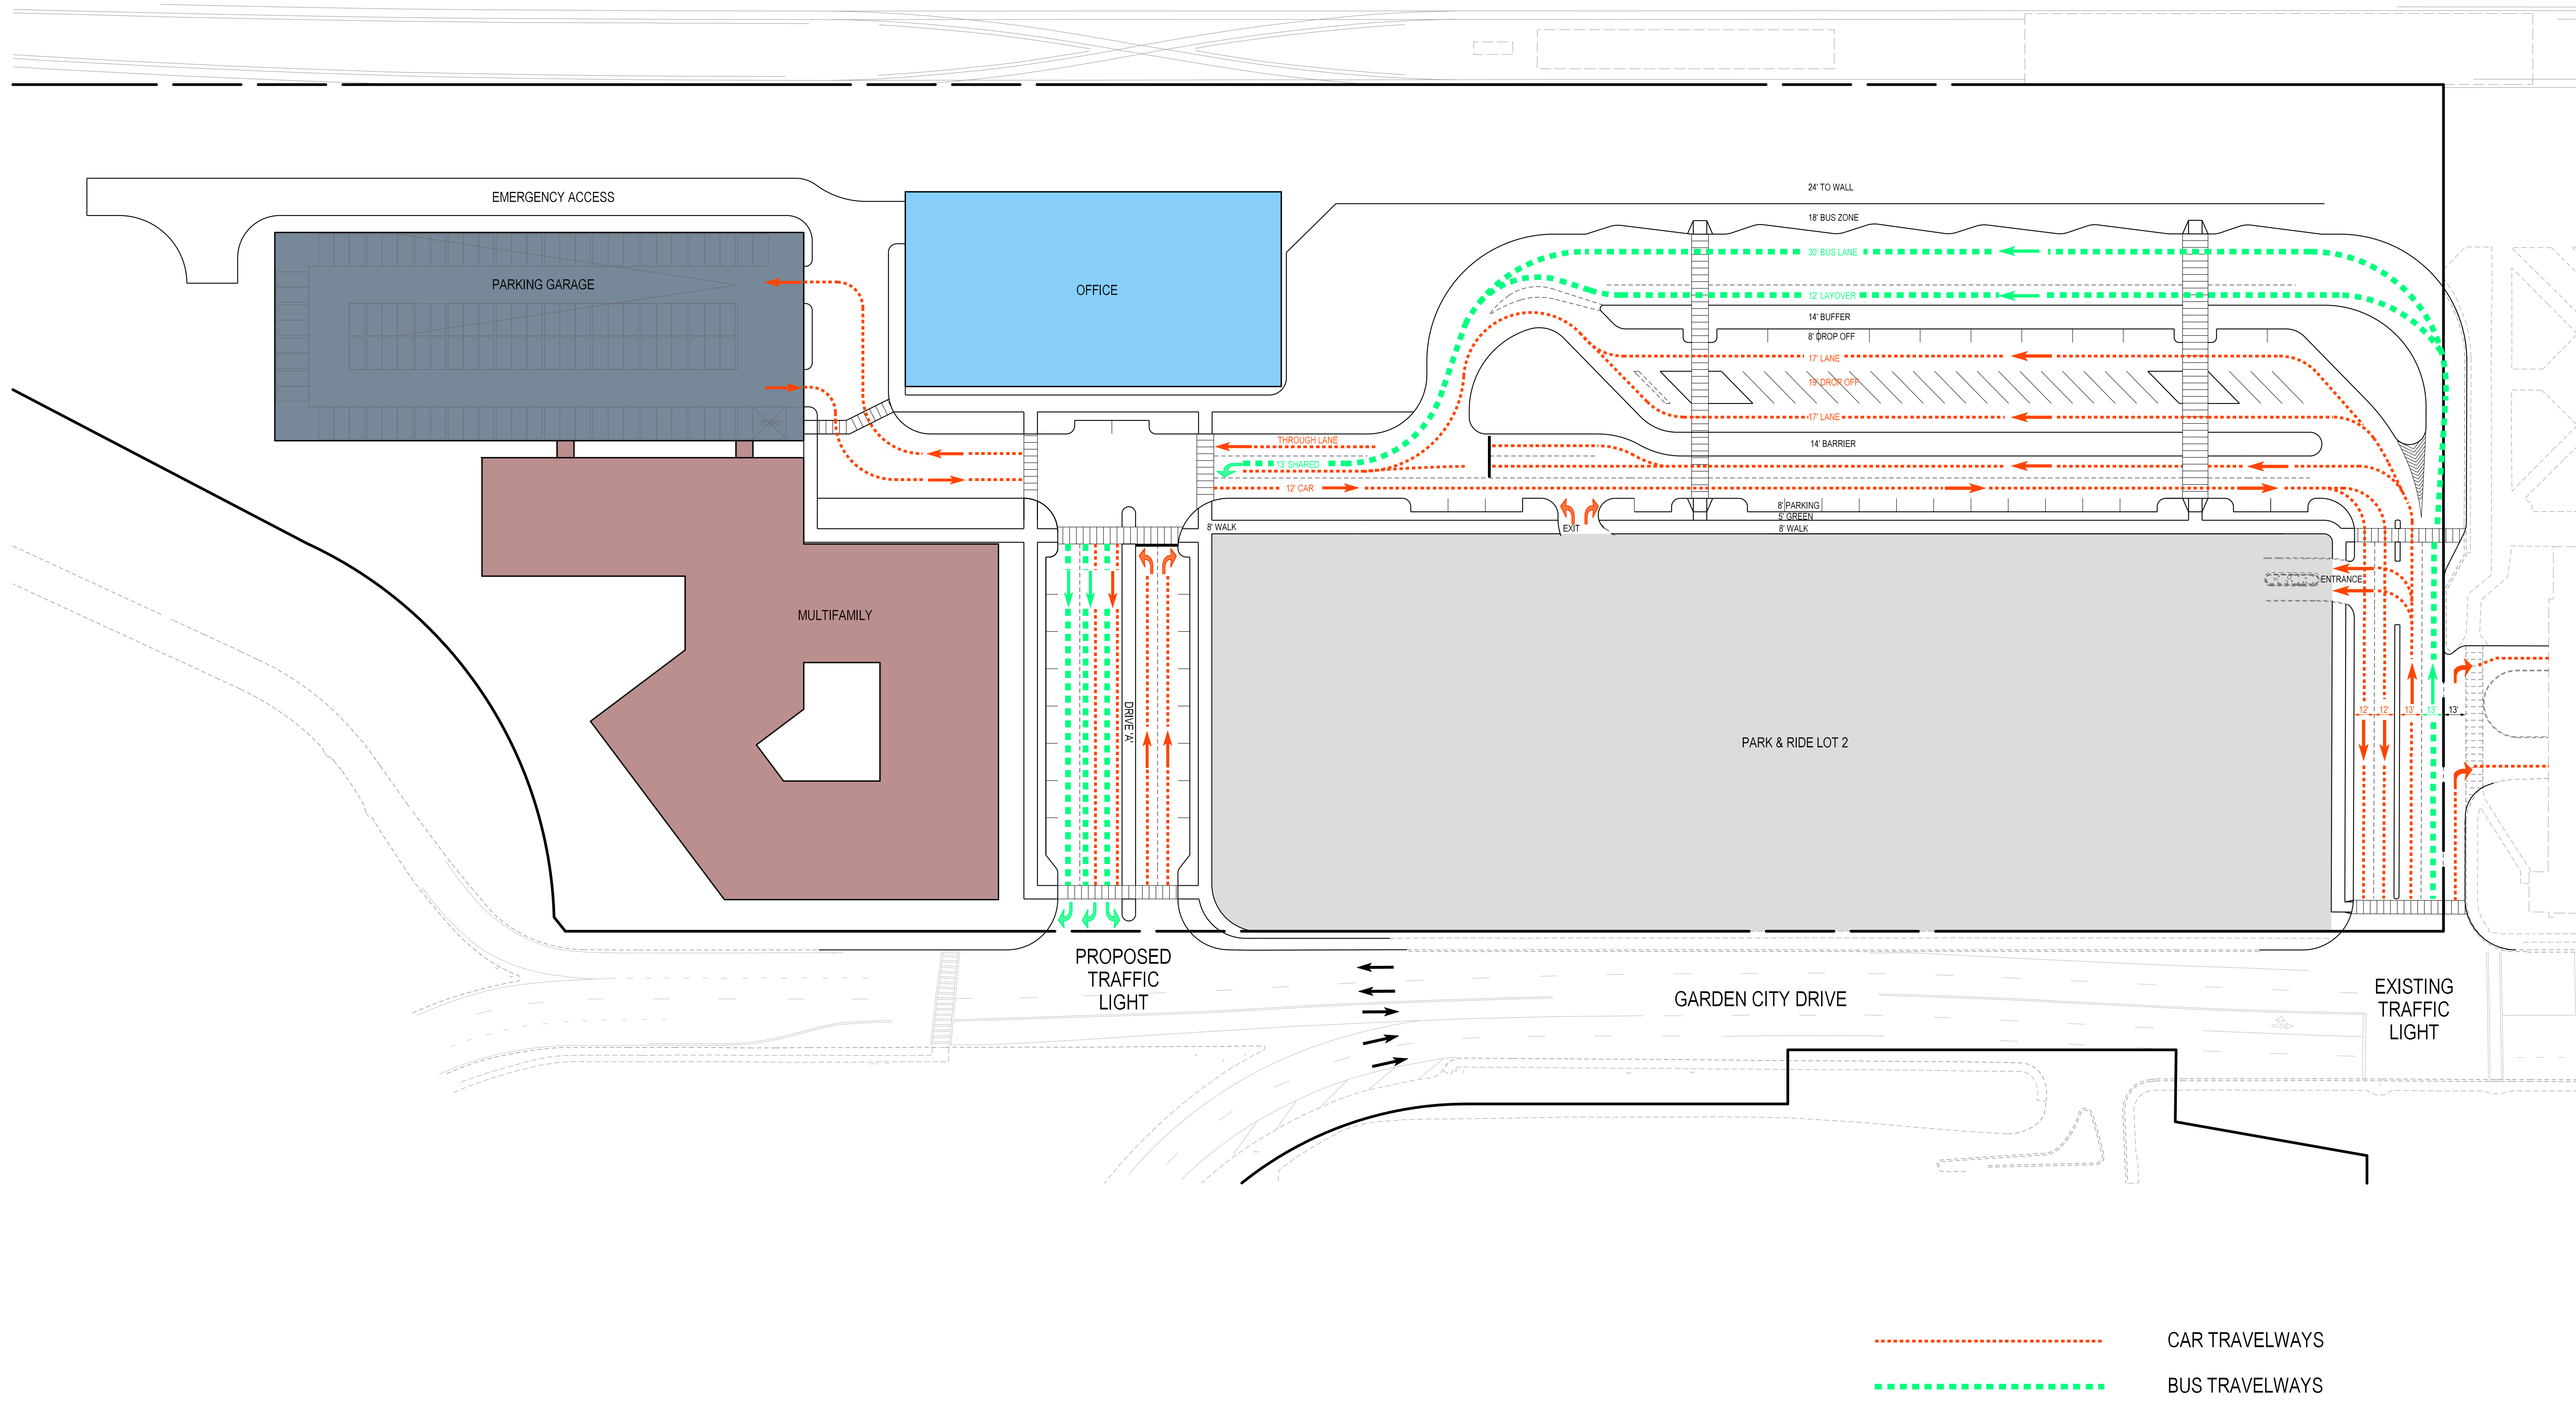 24' TO WALL
EMERGENCY ACCESS
18' BUS ZONE
30' BUS LANE
PARKING GARAGE
OFFICE
12' LAYOVER
14' BUFFER
8' DROP OFF
17' LANE
19' DROP OFF
17' LANE
STAIRS
THROUGH LANE
14' BARRIER
13' SHARED
12' CAR
8' PARKING
5' GREEN
8' WALK
EXIT
8' WALK
ENTRANCE
MULTIFAMILY
DRIVE 'A'
12'
12'
13'
13'
13'
PARK & RIDE LOT 2
PROPOSED
TRAFFIC
LIGHT
GARDEN CITY DRIVE
EXISTING
TRAFFIC
LIGHT
CAR TRAVELWAYS
BUS TRAVELWAYS